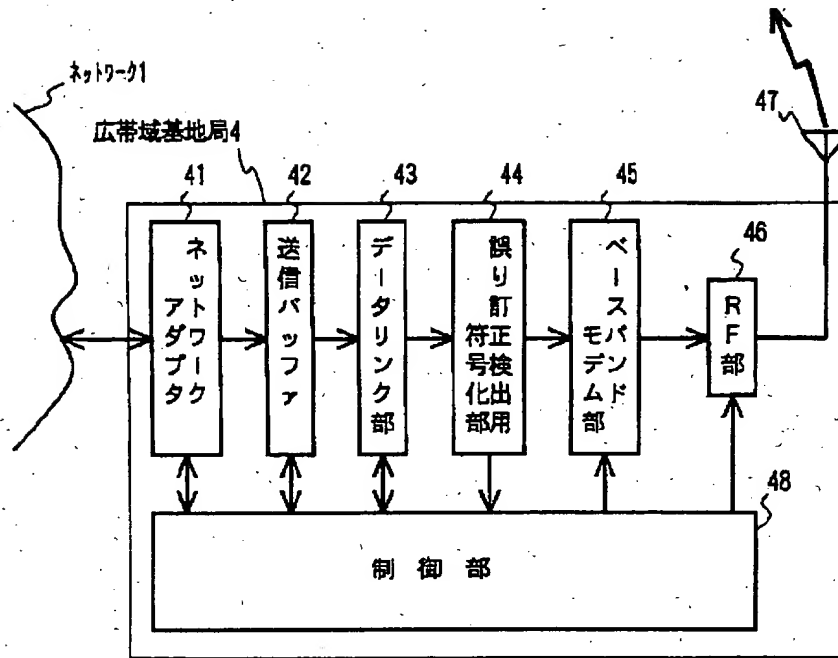 ネットワーク1
広帯域基地局4
41
42
43
44
45
46
47
ネットワーク
アダプタ
送信バッファ
データリンク部
誤り訂正検出用
符号化部
ベースバンド
モデム部
RF部
48
制御部